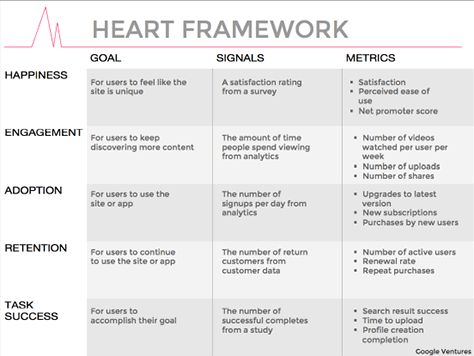 HEART FRAMEWORK
GOAL
SIGNALS
METRICS
HAPPINESS
For users to feel like the
site is unique
A satisfaction rating
from a survey
Satisfaction
Perceived ease of
use
Net promoter score
ENGAGEMENT
For users to keep
discovering more content
The amount of time
people spend viewing
from analytics
Number of videos
watched per user per
week
Number of uploads
Number of shares
ADOPTION
For users to use the
site or app
The number of
signups per day from
analytics
Upgrades to latest
version
New subscriptions
Purchases by new users
RETENTION
For users to continue
to use the site or app
The number of return
customers from
customer data
Number of active users
Renewal rate
Repeat purchases
TASK
SUCCESS
For users to
accomplish their goal
The number of
successful completes
from a study
Search result success
Time to upload
Profile creation
completion
Google Ventures